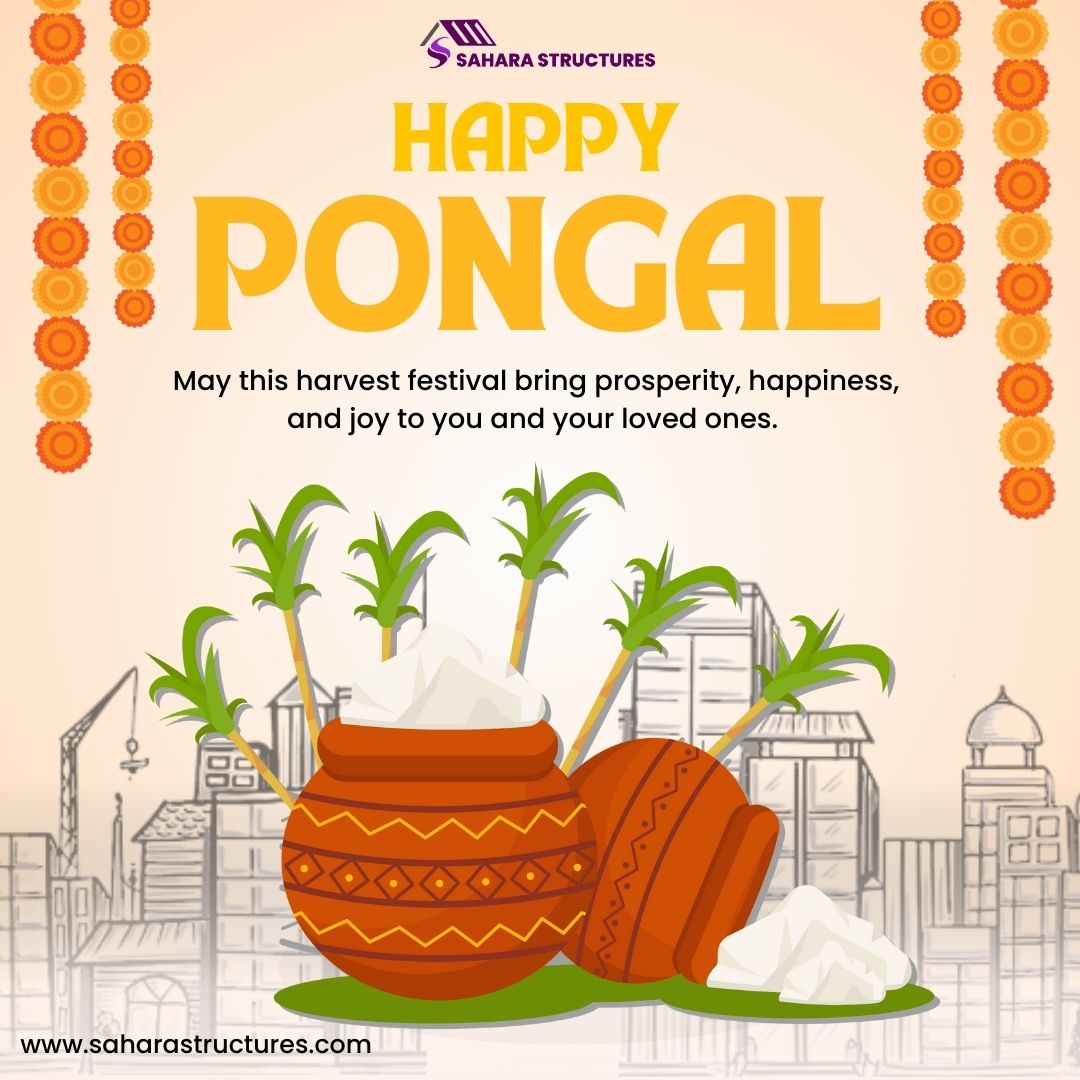 SAHARA STRUCTURES
HAPPY
PONGAL
May this harvest festival bring prosperity, happiness,
and joy to you and your loved ones.
www.saharastructures.com